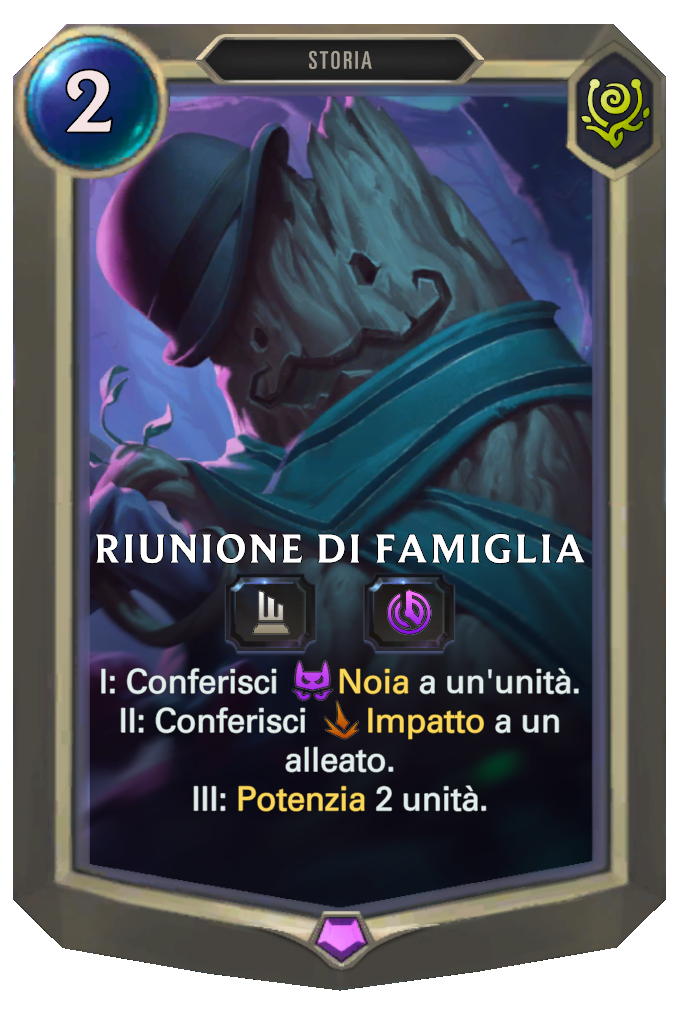 STORIA
2
RIUNIONE DI FAMIGLIA
I: Conferisci Noia a un'unità.
II: Conferisci Impatto a un
alleato.
III: Potenzia 2 unità.